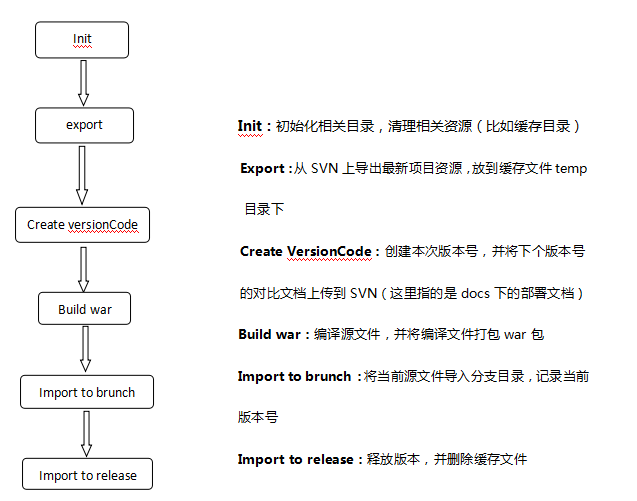 Init
export
Create versionCode
Build war
Import to brunch
Import to release
Init：初始化相关目录，清理相关资源（比如缓存目录）
Export：从 SVN 上导出最新项目资源，放到缓存文件 temp
目录下
Create VersionCode：创建本次版本号，并将下个版本号
的对比文档上传到 SVN（这里指的是 docs 下的部署文档）
Build war：编译源文件，并将编译文件打包 war 包
Import to brunch：将当前源文件导入分支目录，记录当前
版本号
Import to release：释放版本，并删除缓存文件